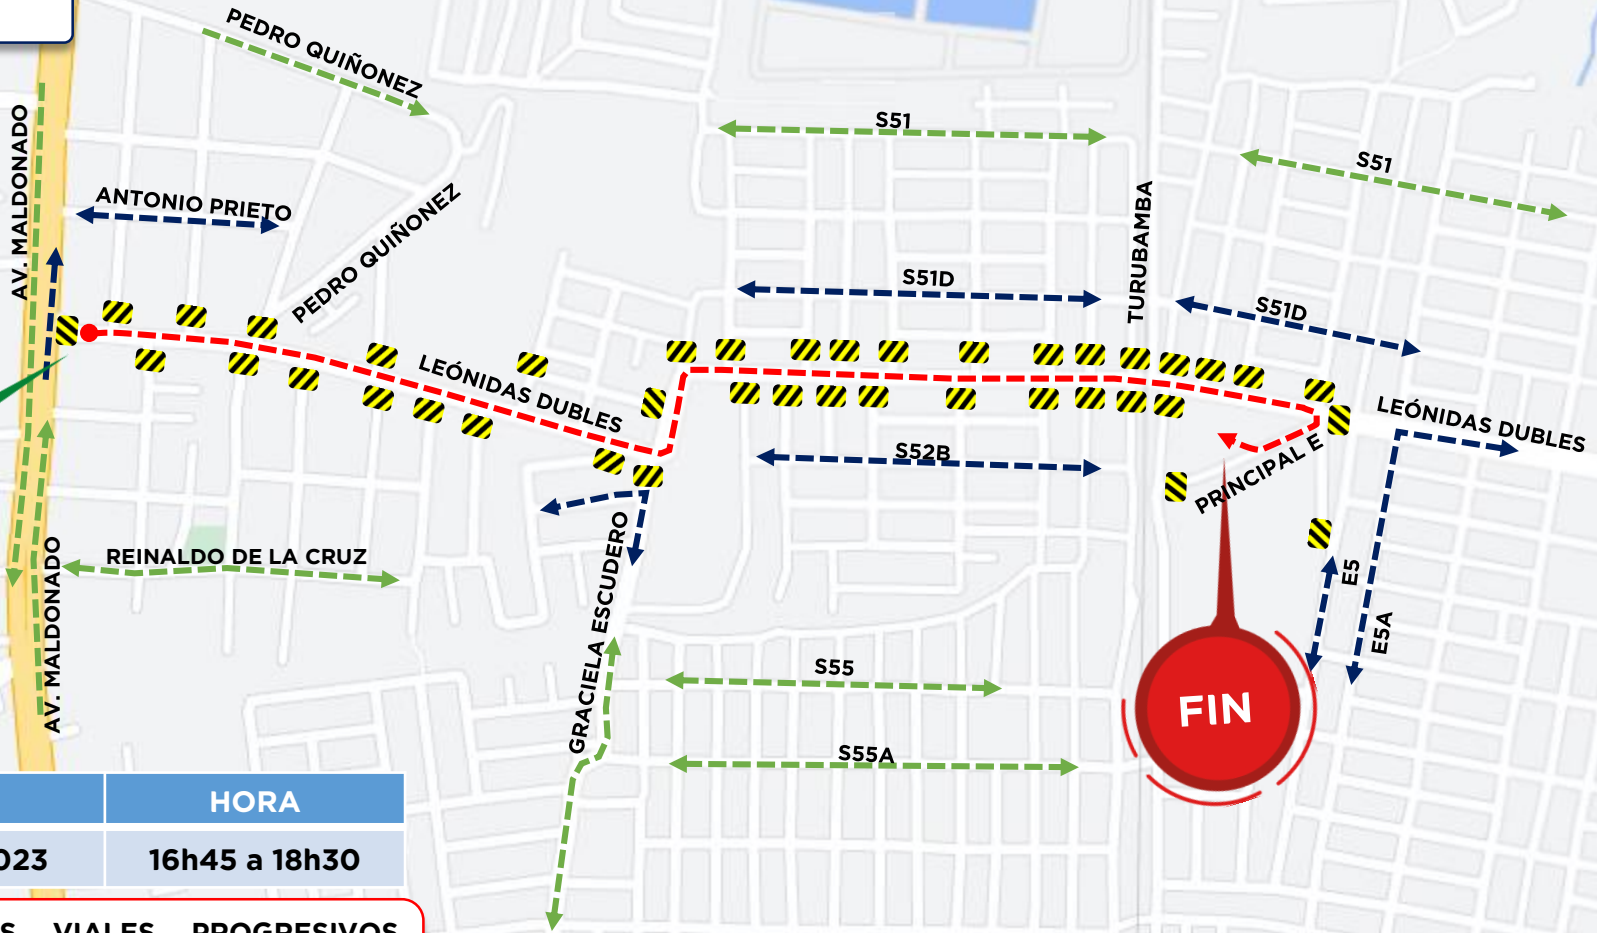 PEDRO QUIÑONEZ
AV. MALDONADO
S51
S51
ANTONIO PRIETO
PEDRO QUIÑONEZ
TURUBAMBA
S51D
S51D
LEÓNIDAS DUBLES
LEÓNIDAS DUBLES
S52B
PRINCIPAL E
GRACIELA ESCUDERO
AV. MALDONADO
REINALDO DE LA CRUZ
E5
E5A
S55
FIN
S55A
HORA
023
16h45 a 18h30
S VIALES PROGRESIVOS